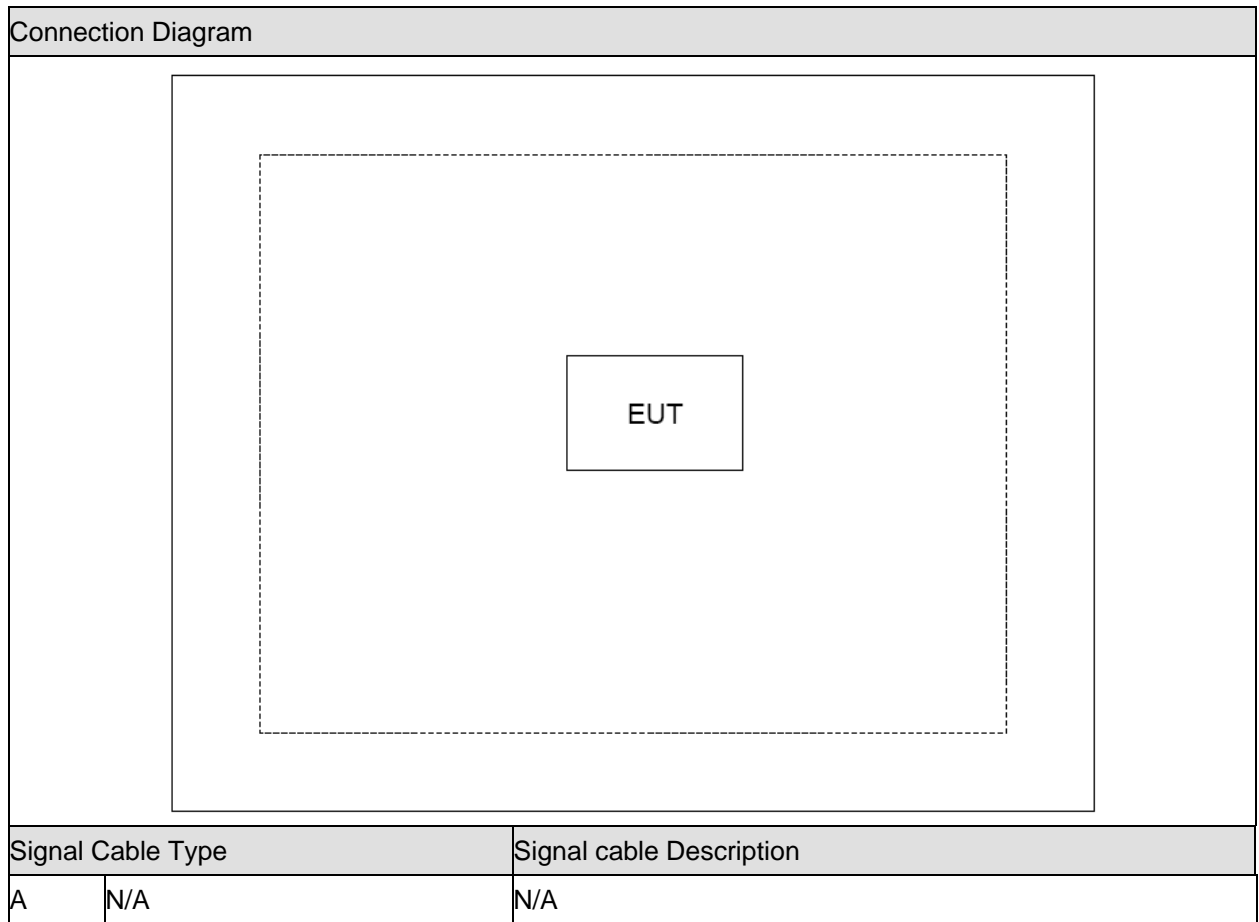 Connection Diagram
EUT
Signal Cable Type Signal cable Description
A N/A N/A